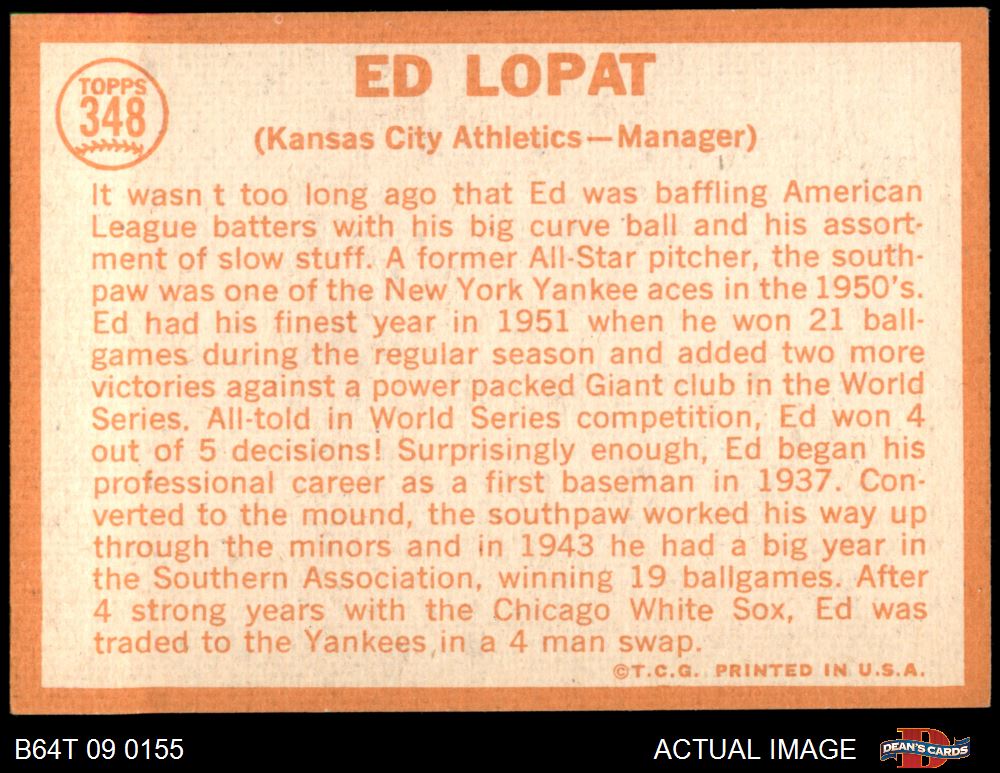 TOPPS
348
ED LOPAT
(Kansas City Athletics—Manager)
It wasn t too long ago that Ed was baffling American
League batters with his big curve ball and his assort-
ment of slow stuff. A former All-Star pitcher, the south-
paw was one of the New York Yankee aces in the 1950's.
Ed had his finest year in 1951 when he won 21 ball-
games during the regular season and added two more
victories against a power packed Giant club in the World
Series. All-told in World Series competition, Ed won 4
out of 5 decisions! Surprisingly enough, Ed began his
professional career as a first baseman in 1937. Con-
verted to the mound, the southpaw worked his way up
through the minors and in 1943 he had a big year in
the Southern Association, winning 19 ballgames. After
4 strong years with the Chicago White Sox, Ed was
traded to the Yankees in a 4 man swap.
©T.C.G. PRINTED IN U.S.A.
B64T 09 0155
ACTUAL IMAGE
DEAN'S CARDS